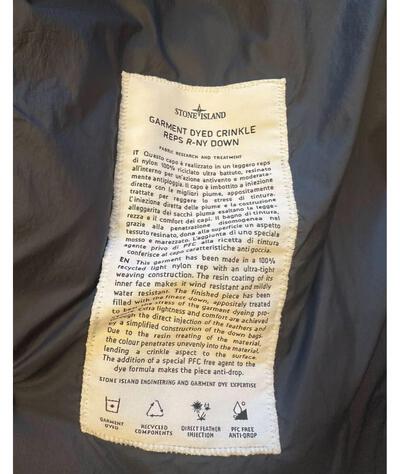 STONE ISLAND
GARMENT DYED CRINKLE
REPS R-NY DOWN
FABRIC RESEARCH AND TREATMENT
IT Questo capo è realizzato in un leggero reps
di nylon 100% riciclato ultra battuto, resinato
all'interno per un'azione antivento e moderata-
mente antipioggia. Il capo è imbottito a iniezione
diretta con le migliori piume, appositamente
trattate per reggere lo stress di tintura.
L'iniezione diretta delle piume e la costruzione
alleggerita dei sacchi piuma esaltano la legge-
rezza e il comfort dei capi. Il bagno di tintura,
grazie alla penetrazione disomogenea nel
tessuto resinato, dona alla superficie un aspetto
mosso e marazzato. L'aggiunta di uno speciale
agente privo di PFC alla ricetta di tintura
conferisce al capo caratteristiche anti goccia.
EN This garment has been made in a 100%
recycled light nylon rep with an ultra-tight
weaving construction. The resin coating of its
inner face makes it wind resistant and mildly
water resistant. The finished piece has been
filled with the finest down, appositely treated
to bear the stress of the garment dyeing pro-
Extra lightness and comfort are achieved
through the direct injection of the feathers and
by a simplified construction of the down bags.
Due to the resin treating of the material,
the colour penetrates unevenly into the material,
lending a crinkle aspect to the surface.
The addition of a special PFC free agent to the
dye formula makes the piece anti-drop.
STONE ISLAND ENGINEERING AND GARMENT DYE EXPERTISE
GARMENT DYED
RECYCLED COMPONENTS
DIRECT FEATHER INJECTION
PFC FREE ANTI-DROP